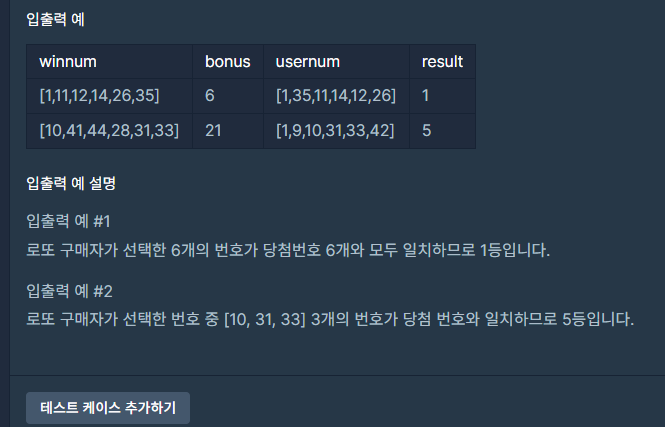 입출력 예
winnum bonus usernum result
[1,11,12,14,26,35] 6 [1,35,11,14,12,26] 1
[10,41,44,28,31,33] 21 [1,9,10,31,33,42] 5
입출력 예 설명
입출력 예 #1
로또 구매자가 선택한 6개의 번호가 당첨번호 6개와 모두 일치하므로 1등입니다.
입출력 예 #2
로또 구매자가 선택한 번호 중 [10, 31, 33] 3개의 번호가 당첨 번호와 일치하므로 5등입니다.
테스트 케이스 추가하기